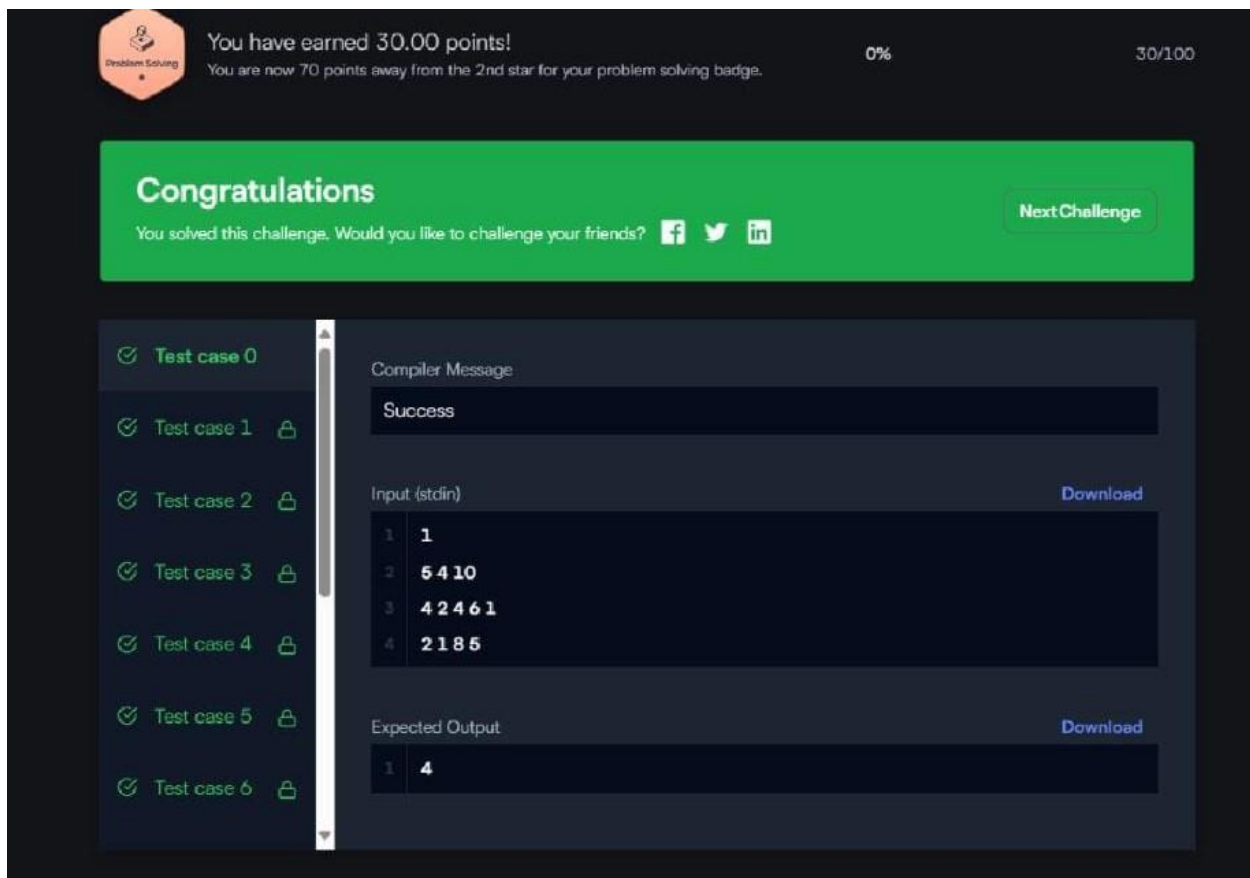 Problem Solving
You have earned 30.00 points!
You are now 70 points away from the 2nd star for your problem solving badge.
0%
30/100
Congratulations
You solved this challenge. Would you like to challenge your friends?
Next Challenge
Test case 0
Test case 1
Test case 2
Test case 3
Test case 4
Test case 5
Test case 6
Compiler Message
Success
Input (stdin)
Download
1 1
2 5 4 10
3 4 2 4 6 1
4 2 1 8 5
Expected Output
Download
1 4